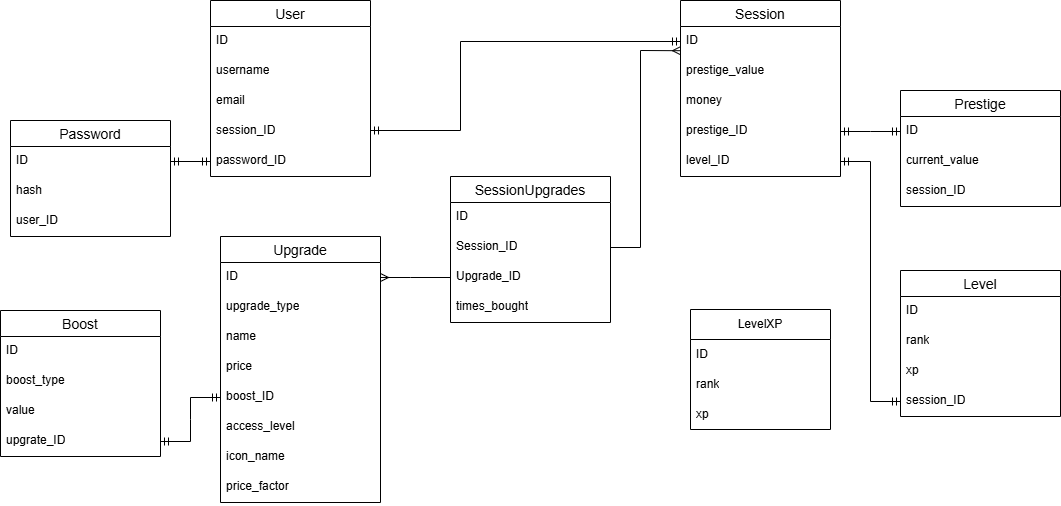 User
ID
username
email
session_ID
password_ID
Session
ID
prestige_value
money
prestige_ID
level_ID
Prestige
ID
current_value
session_ID
Password
ID
hash
user_ID
SessionUpgrades
ID
Session_ID
Upgrade_ID
times_bought
Upgrade
ID
upgrade_type
name
price
boost_ID
access_level
icon_name
price_factor
Level
ID
rank
xp
session_ID
Boost
ID
boost_type
value
upgrate_ID
LevelXP
ID
rank
xp